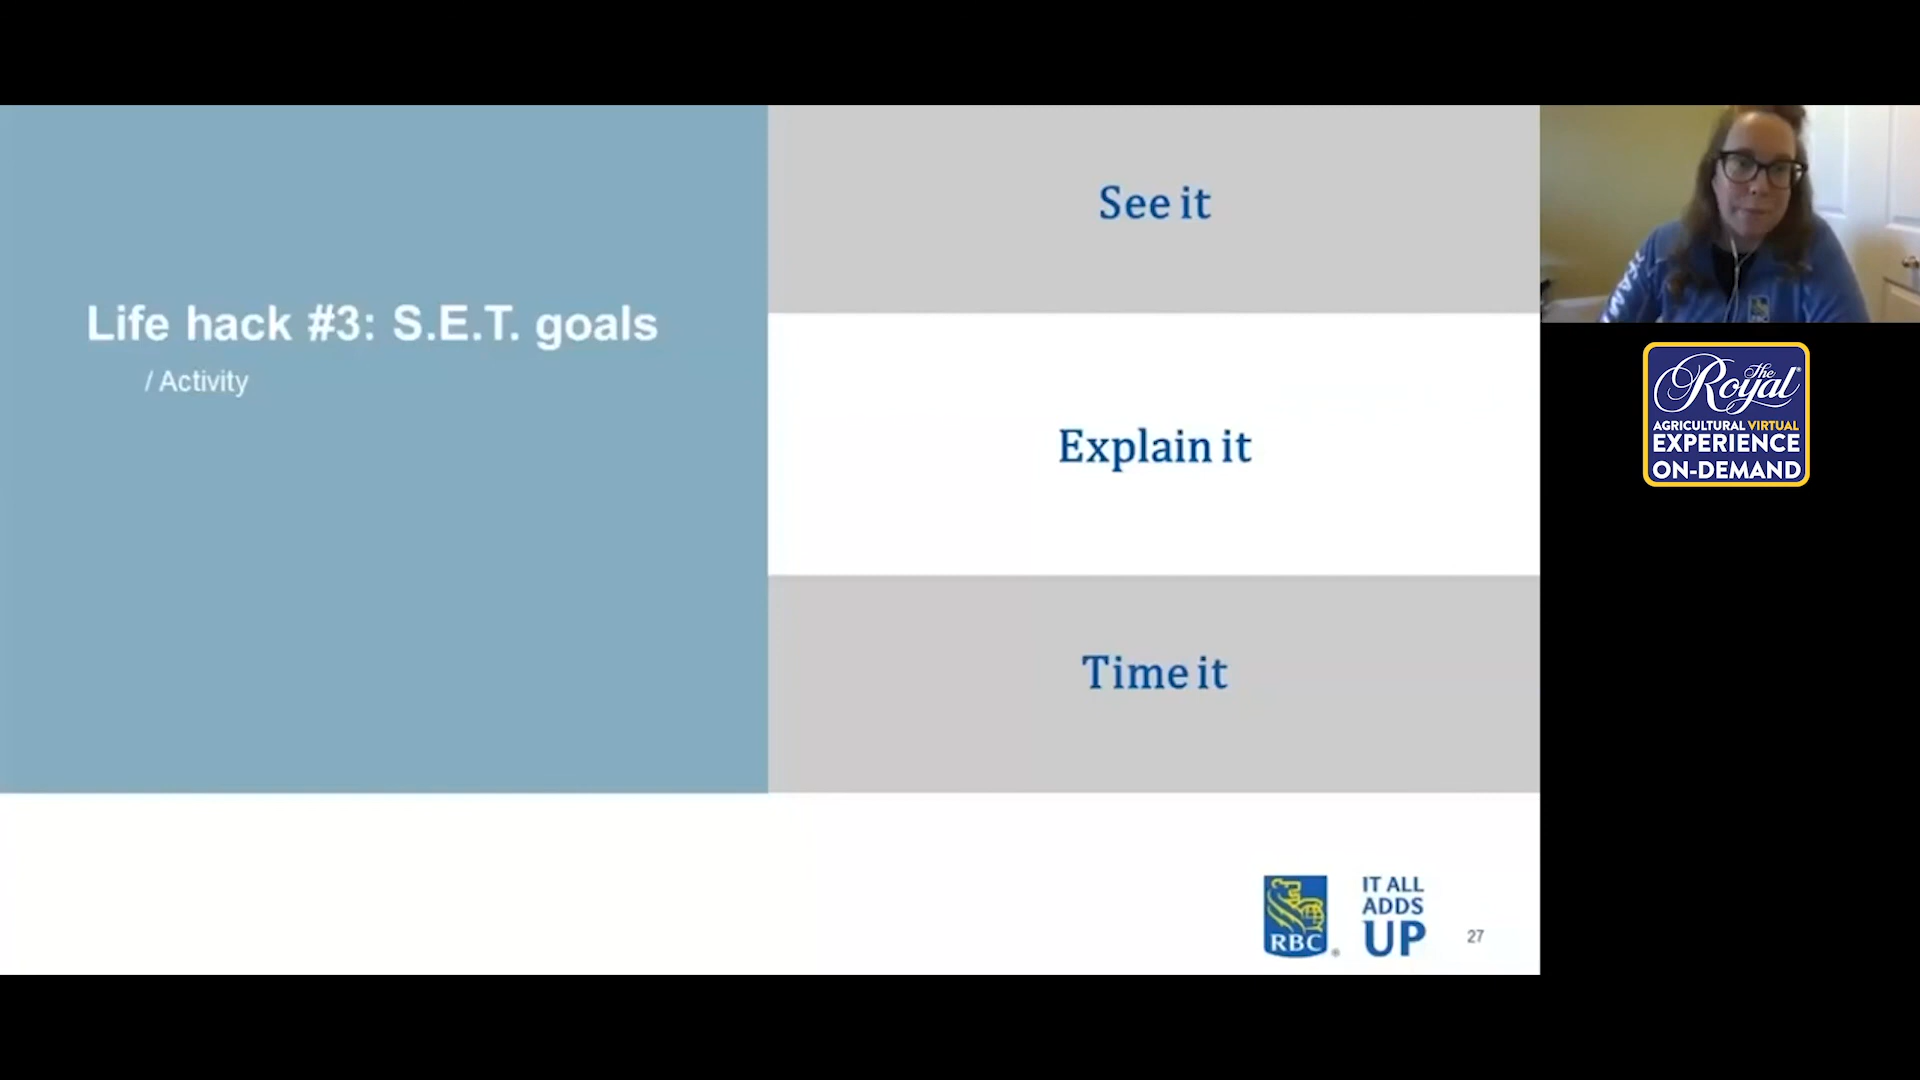 Life hack #3: S.E.T. goals
/ Activity
See it
Explain it
Time it
RBC
®
IT ALL
ADDS
UP
27
The
Royal®
AGRICULTURAL VIRTUAL
EXPERIENCE
ON-DEMAND
RBC